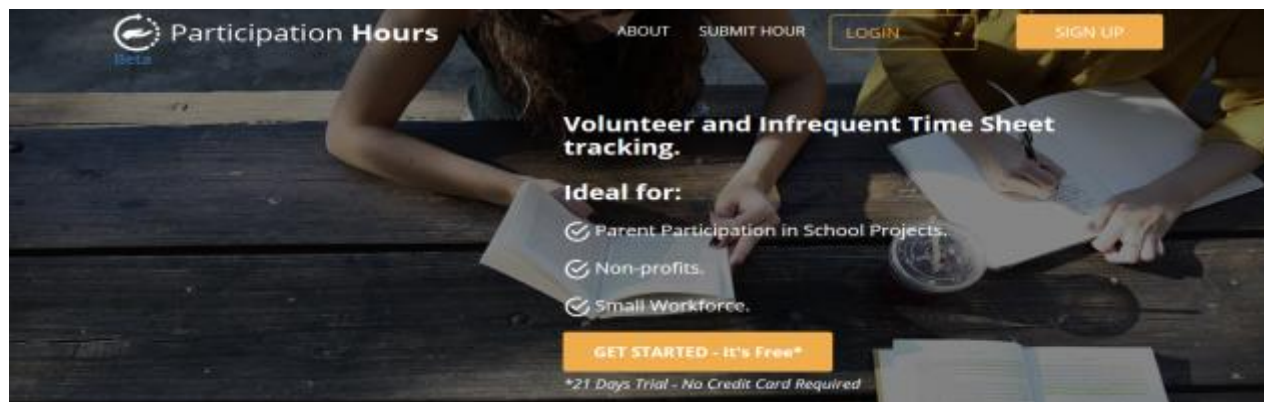 Participation Hours
Beta
ABOUT
SUBMIT HOUR
LOGIN
SIGN UP
Volunteer and Infrequent Time Sheet
tracking.
Ideal for:
Parent Participation in School Projects.
Non-profits.
Small Workforce.
GET STARTED - It's Free*
*21 Days Trial - No Credit Card Required